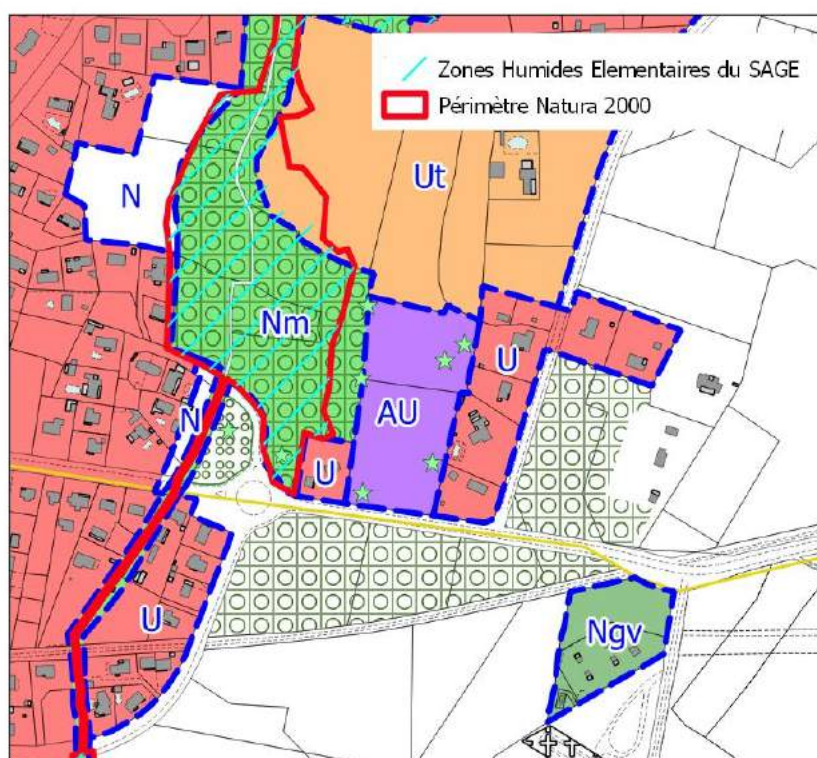 Zones Humides Elementaires du SAGE
Périmètre Natura 2000
N
Ut
Nm
U
N
AU
U
U
Ngv